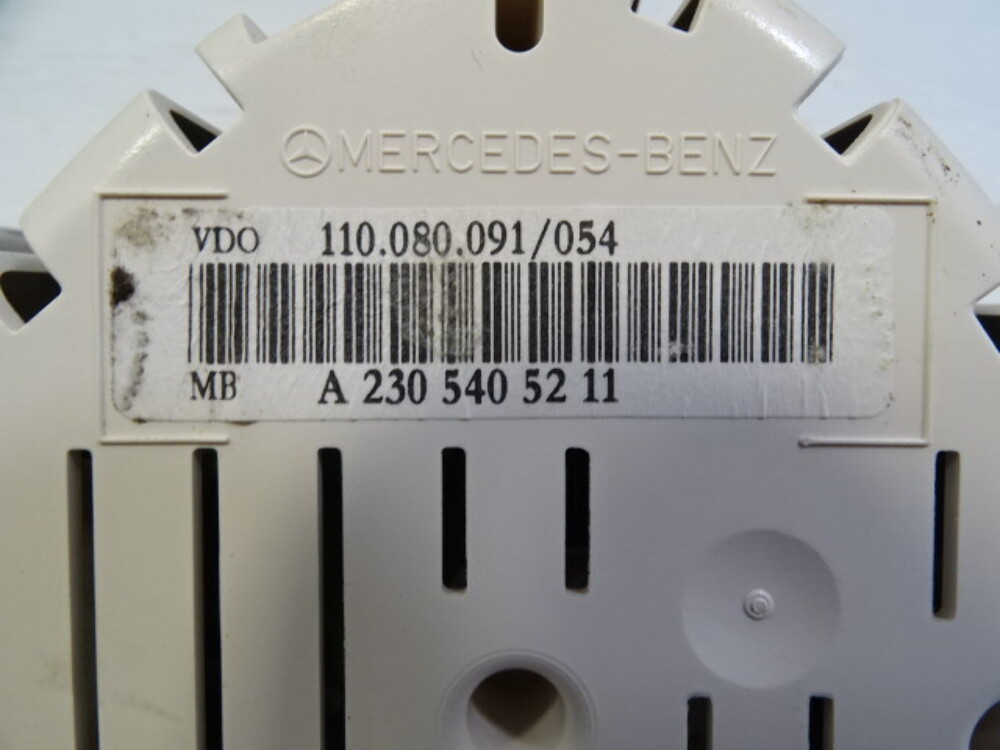 MERCEDES-BENZ
VDO 110.080.091/054
MB A 230 540 52 11